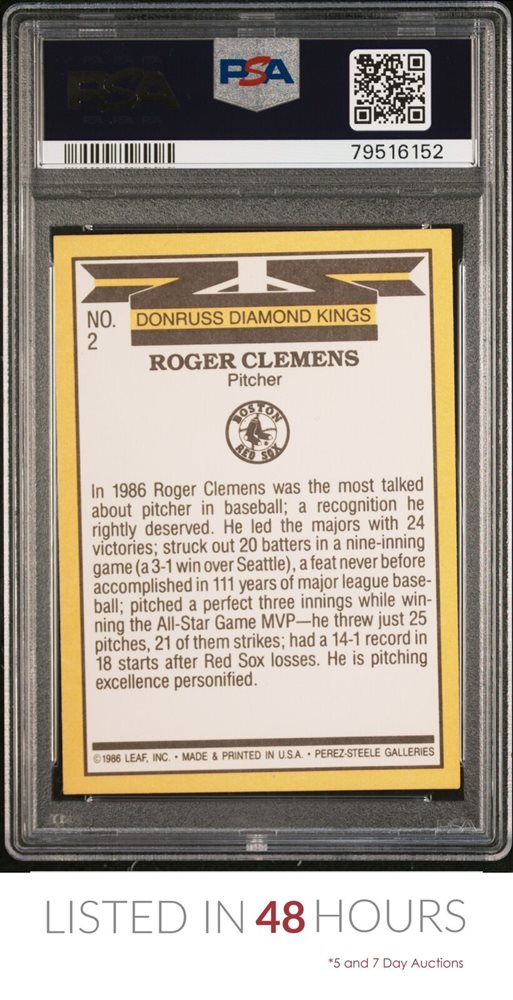 PSA
79516152
NO.
2
DONRUSS DIAMOND KINGS
ROGER CLEMENS
Pitcher
BOSTON
RED SOX
In 1986 Roger Clemens was the most talked
about pitcher in baseball; a recognition he
rightly deserved. He led the majors with 24
victories; struck out 20 batters in a nine-inning
game (a 3-1 win over Seattle), a feat never before
accomplished in 111 years of major league base-
ball; pitched a perfect three innings while win-
ning the All-Star Game MVP—he threw just 25
pitches, 21 of them strikes; had a 14-1 record in
18 starts after Red Sox losses. He is pitching
excellence personified.
©1986 LEAF, INC. • MADE & PRINTED IN U.S.A. • PEREZ-STEELE GALLERIES
PSA
LISTED IN 48 HOURS
*5 and 7 Day Auctions